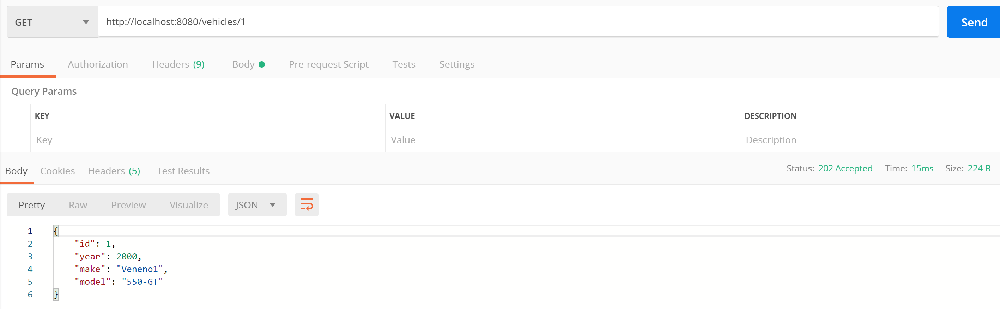 GET http://localhost:8080/vehicles/1 Send
Params Authorization Headers (9) Body Pre-request Script Tests Settings
Query Params
KEY VALUE DESCRIPTION
Key Value Description
Body Cookies Headers (5) Test Results Status: 202 Accepted Time: 15ms Size: 224 B
Pretty Raw Preview Visualize JSON
1 {
2 "id": 1,
3 "year": 2000,
4 "make": "Veneno1",
5 "model": "550-GT"
6 }